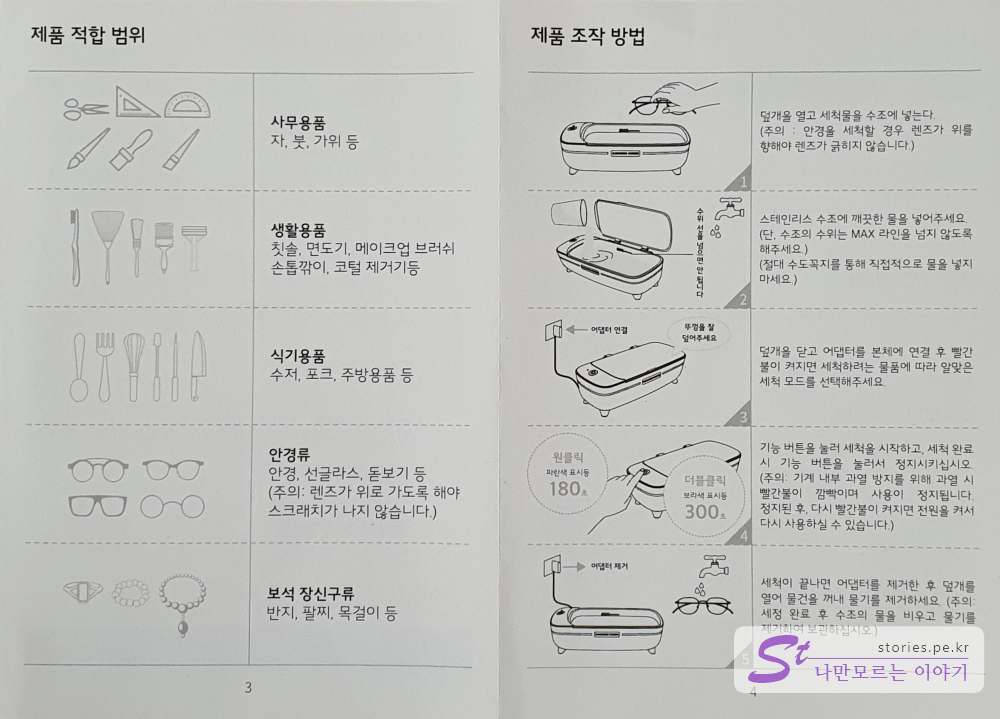 제품 적합 범위
사무용품
자, 붓, 가위 등
생활용품
칫솔, 면도기, 메이크업 브러쉬
손톱깎이, 코털 제거기등
식기용품
수저, 포크, 주방용품 등
안경류
안경, 선글라스, 돋보기 등
(주의: 렌즈가 위로 가도록 해야
스크래치가 나지 않습니다.)
보석 장신구류
반지, 팔찌, 목걸이 등
3
제품 조작 방법
1
덮개을 열고 세척물을 수조에 넣는다.
(주의 : 안경을 세척할 경우 렌즈가 위를
향해야 렌즈가 긁히지 않습니다.)
수위 선을 넘으면 안 됩니다
2
스테인리스 수조에 깨끗한 물을 넣어주세요.
(단, 수조의 수위는 MAX 라인을 넘지 않도록
해주세요.)
(절대 수도꼭지를 통해 직접적으로 물을 넣지
마세요.)
어댑터 연결
뚜껑을 잘
덮어주세요
3
덮개을 닫고 어댑터를 본체에 연결 후 빨간
불이 켜지면 세척하려는 물품에 따라 알맞은
세척 모드를 선택해주세요.
원클릭
파란색 표시등
180초
더블클릭
보라색 표시등
300초
4
기능 버튼을 눌러 세척을 시작하고, 세척 완료
시 기능 버튼을 눌러서 정지시키십시오.
(주의: 기계 내부 과열 방지를 위해 과열 시
빨간불이 깜빡이며 사용이 정지됩니다.
정지된 후, 다시 빨간불이 켜지면 전원을 켜서
다시 사용하실 수 있습니다.)
어댑터 제거
5
세척이 끝나면 어댑터를 제거한 후 덮개를
열어 물건을 꺼내 물기를 제거하세요. (주의:
세정 완료 후 수조의 물을 비우고 물기를
제거하여 보관하십시오.)
4
St
stories.pe.kr
나만모르는 이야기